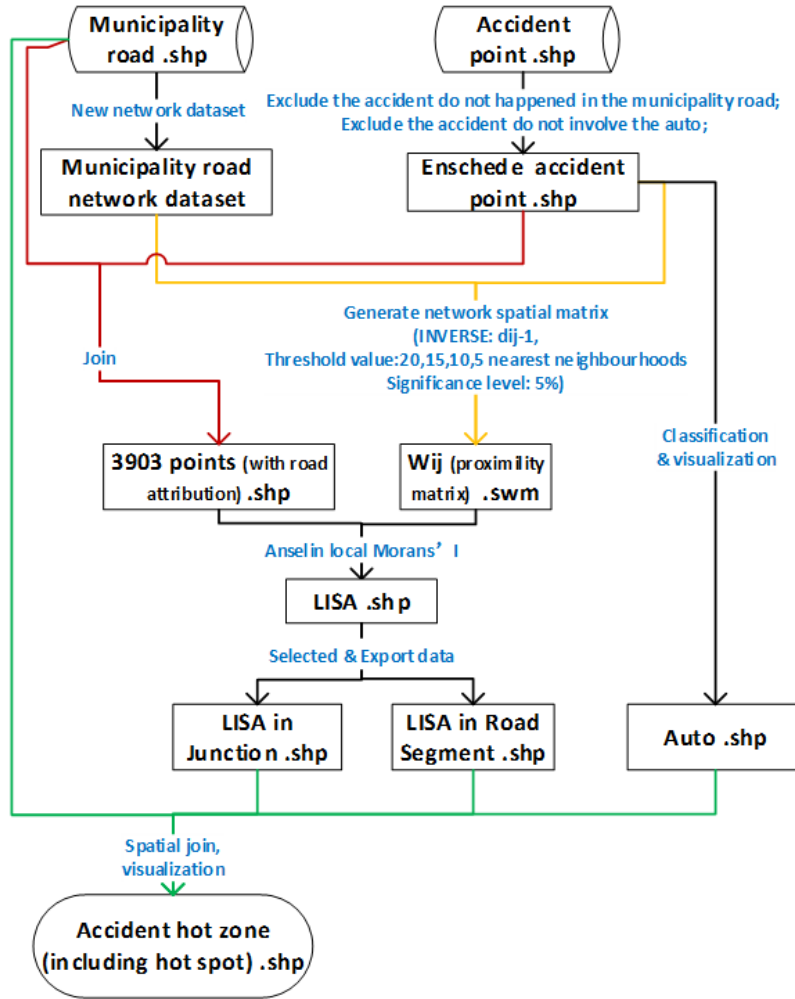 Municipality
road .shp
Accident
point .shp
New network dataset
Exclude the accident do not happened in the municipality road;
Exclude the accident do not involve the auto;
Municipality road
network dataset
Enschede accident
point .shp
Generate network spatial matrix
(INVERSE: dij-1,
Threshold value:20,15,10,5 nearest neighbourhoods
Significance level: 5%)
Join
Classification
& visualization
3903 points (with road
attribution) .shp
Wij (proximility
matrix) .swm
Anselin local Morans’ I
LISA .shp
Selected & Export data
LISA in
Junction .shp
LISA in Road
Segment .shp
Auto .shp
Spatial join,
visualization
Accident hot zone
(including hot spot) .shp